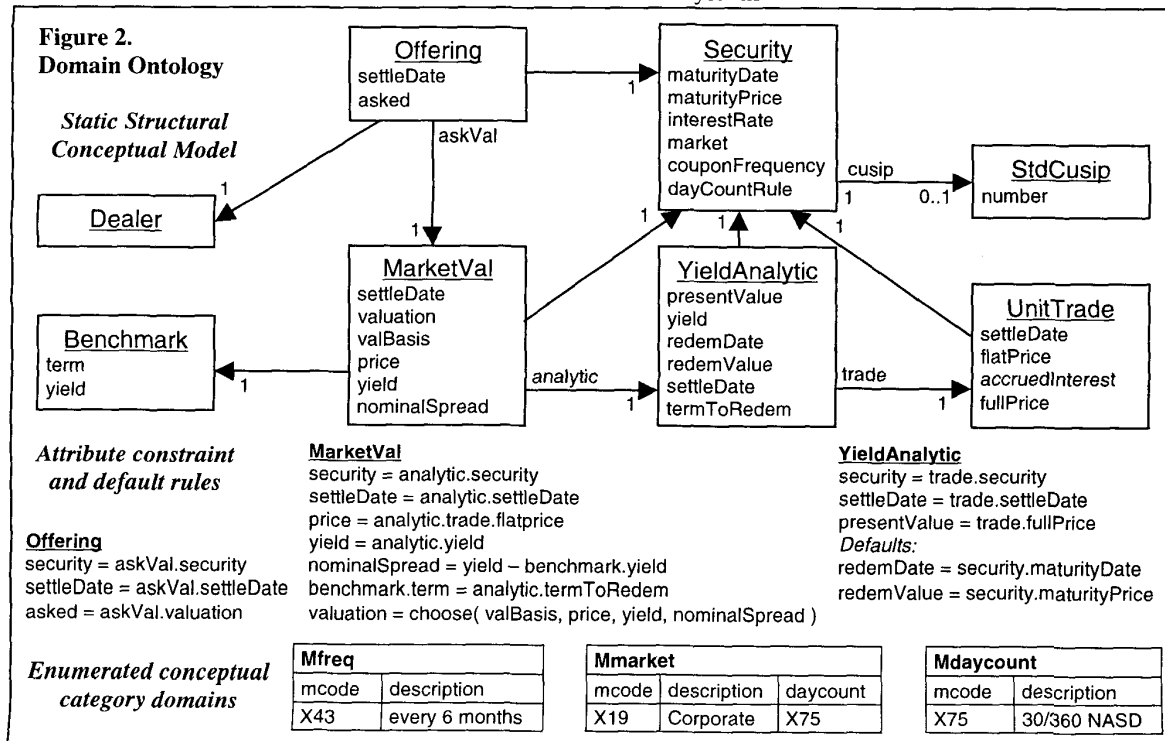 Figure 2.
Domain Ontology
Static Structural
Conceptual Model
Offering
settleDate
asked
1
askVal
Security
maturityDate
maturityPrice
interestRate
market
couponFrequency
dayCountRule
cusip
1
0..1
StdCusip
number
1
Dealer
1
1
1
1
MarketVal
settleDate
valuation
valBasis
price
yield
nominalSpread
YieldAnalytic
presentValue
yield
redemDate
redemValue
settleDate
termToRedem
UnitTrade
settleDate
flatPrice
accruedInterest
fullPrice
Benchmark
term
yield
1
analytic
1
trade
1
Attribute constraint
and default rules
Offering
security = askVal.security
settleDate = askVal.settleDate
asked = askVal.valuation
MarketVal
security = analytic.security
settleDate = analytic.settleDate
price = analytic.trade.flatprice
yield = analytic.yield
nominalSpread = yield – benchmark.yield
benchmark.term = analytic.termToRedem
valuation = choose( valBasis, price, yield, nominalSpread )
YieldAnalytic
security = trade.security
settleDate = trade.settleDate
presentValue = trade.fullPrice
Defaults:
redemDate = security.maturityDate
redemValue = security.maturityPrice
Enumerated conceptual
category domains
Mfreq
mcode description
X43 every 6 months
Mmarket
mcode description daycount
X19 Corporate X75
Mdaycount
mcode description
X75 30/360 NASD